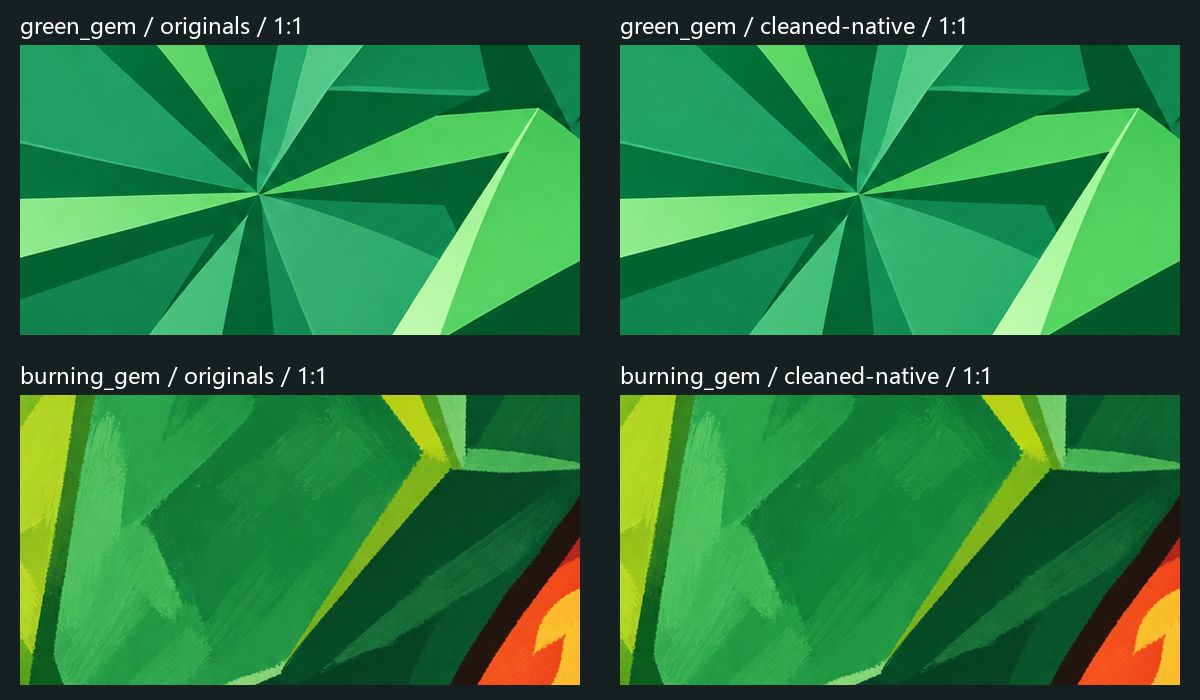 green_gem / originals / 1:1
green_gem / cleaned-native / 1:1
burning_gem / originals / 1:1
burning_gem / cleaned-native / 1:1